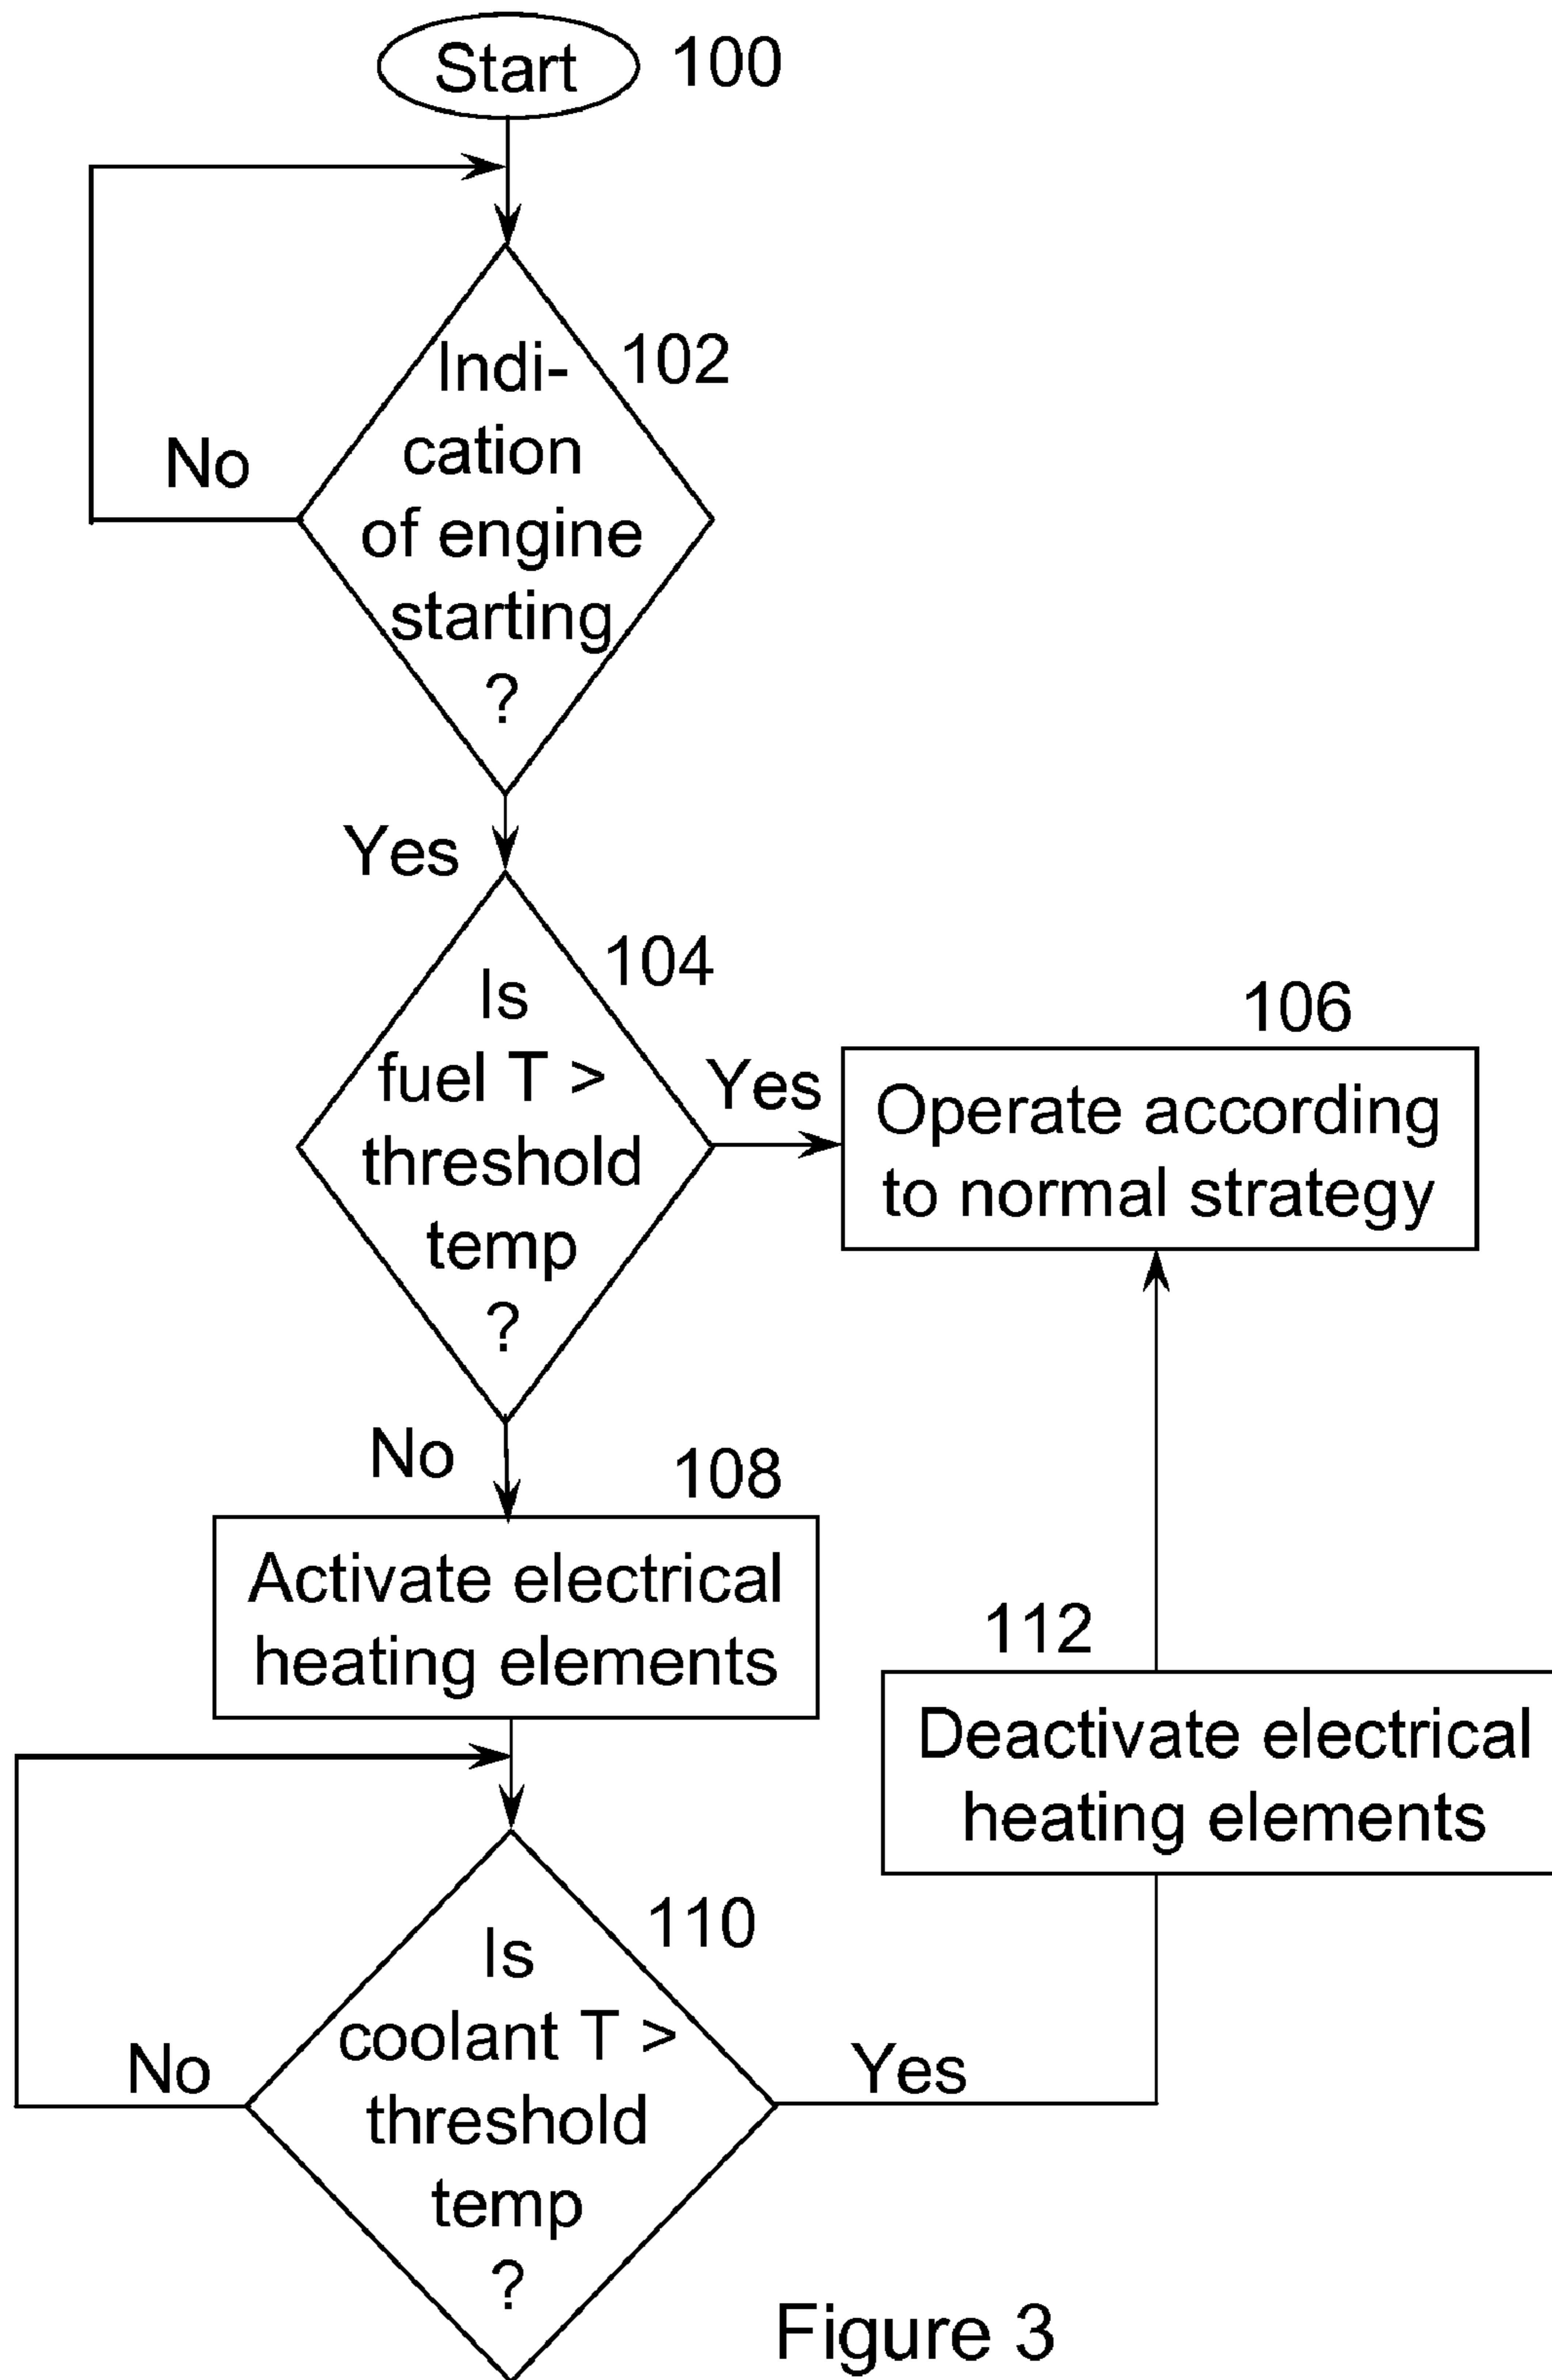 Start
100
Indi-
cation
of engine
starting
?
102
No
Yes
Is
fuel T >
threshold
temp
?
104
Yes
106
Operate according
to normal strategy
No
108
Activate electrical
heating elements
112
Deactivate electrical
heating elements
Is
coolant T >
threshold
temp
?
110
No
Yes
Figure 3